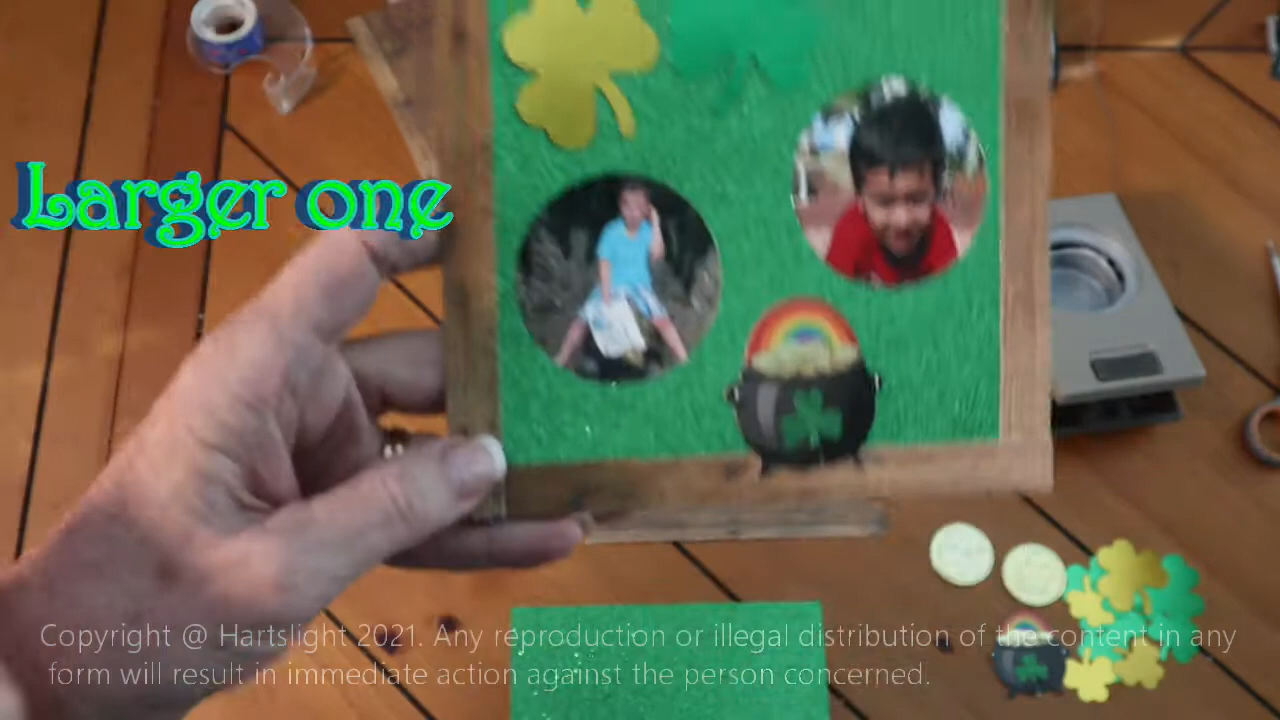 Larger one
Copyright @ Hartslight 2021. Any reproduction or illegal distribution of the content in any
form will result in immediate action against the person concerned.